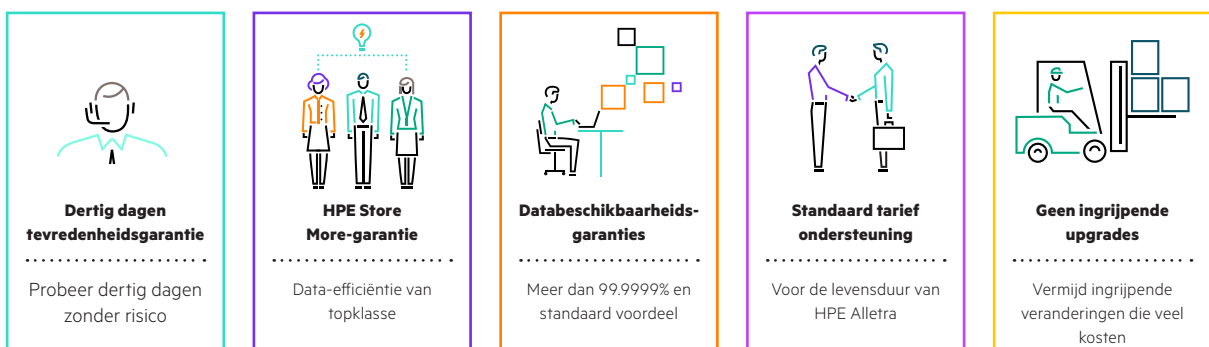 Dertig dagen
tevredenheidsgarantie
Probeer dertig dagen
zonder risico
HPE Store
More-garantie
Data-efficiëntie van
topklasse
Databeschikbaarheids-
garanties
Meer dan 99.9999% en
standaard voordeel
Standaard tarief
ondersteuning
Voor de levensduur van
HPE Alletra
Geen ingrijpende
upgrades
Vermijd ingrijpende
veranderingen die veel
kosten